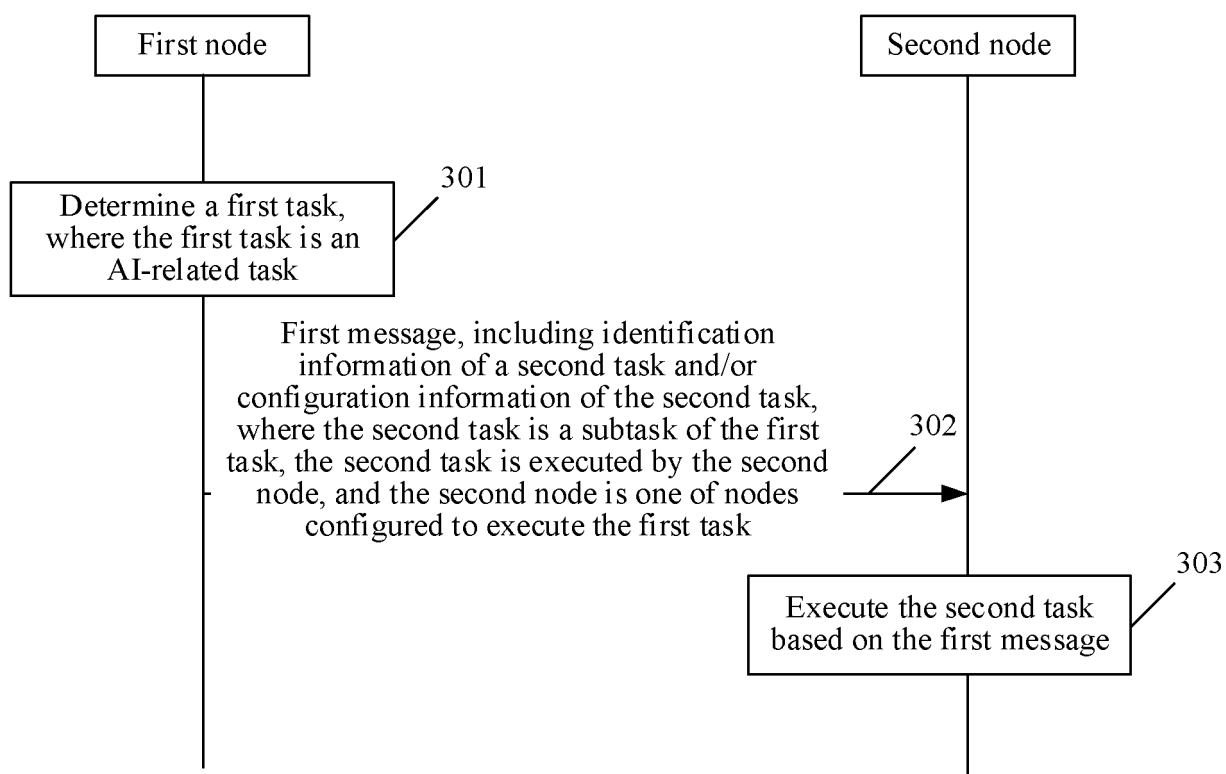 First node
Second node
301
Determine a first task,
where the first task is an
AI-related task
First message, including identification
information of a second task and/or
configuration information of the second task,
where the second task is a subtask of the first
task, the second task is executed by the second
node, and the second node is one of nodes
configured to execute the first task
302
303
Execute the second task
based on the first message